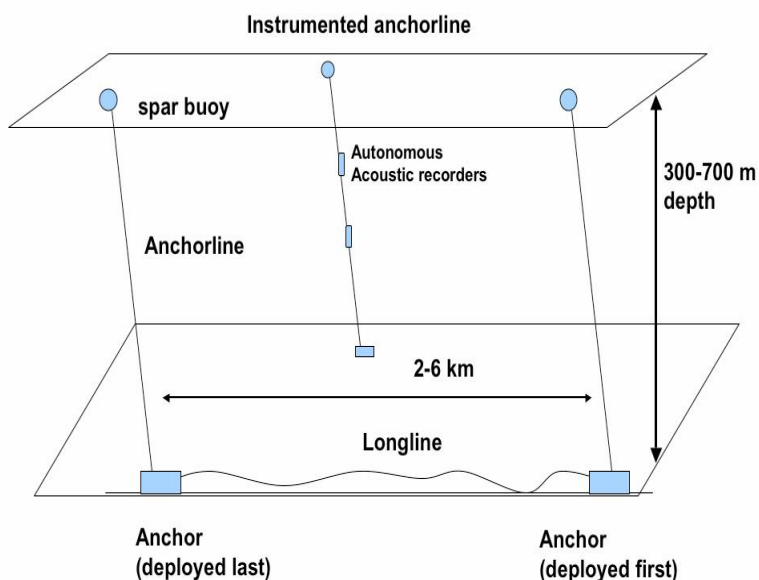 Instrumented anchorline
spar buoy
Autonomous
Acoustic recorders
300-700 m
depth
Anchorline
2-6 km
Longline
Anchor
(deployed last)
Anchor
(deployed first)